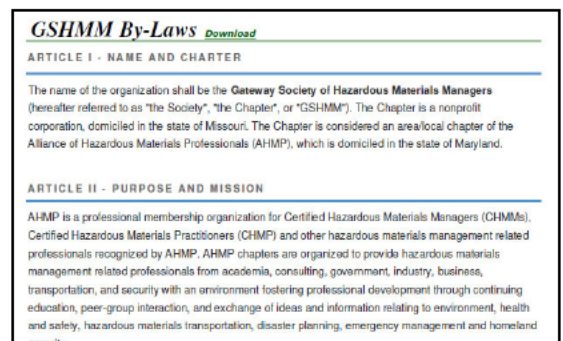 GSHMM By-Laws Download
ARTICLE I - NAME AND CHARTER
The name of the organization shall be the Gateway Society of Hazardous Materials Managers
(hereafter referred to as "the Society", "the Chapter", or "GSHMM"). The Chapter is a nonprofit
corporation, domiciled in the state of Missouri. The Chapter is considered an area/local chapter of the
Alliance of Hazardous Materials Professionals (AHMP), which is domiciled in the state of Maryland.
ARTICLE II - PURPOSE AND MISSION
AHMP is a professional membership organization for Certified Hazardous Materials Managers (CHMMs),
Certified Hazardous Materials Practitioners (CHMP) and other hazardous materials management related
professionals recognized by AHMP. AHMP chapters are organized to provide hazardous materials
management related professionals from academia, consulting, government, industry, business,
transportation, and security with an environment fostering professional development through continuing
education, peer-group interaction, and exchange of ideas and information relating to environment, health
and safety, hazardous materials transportation, disaster planning, emergency management and homeland